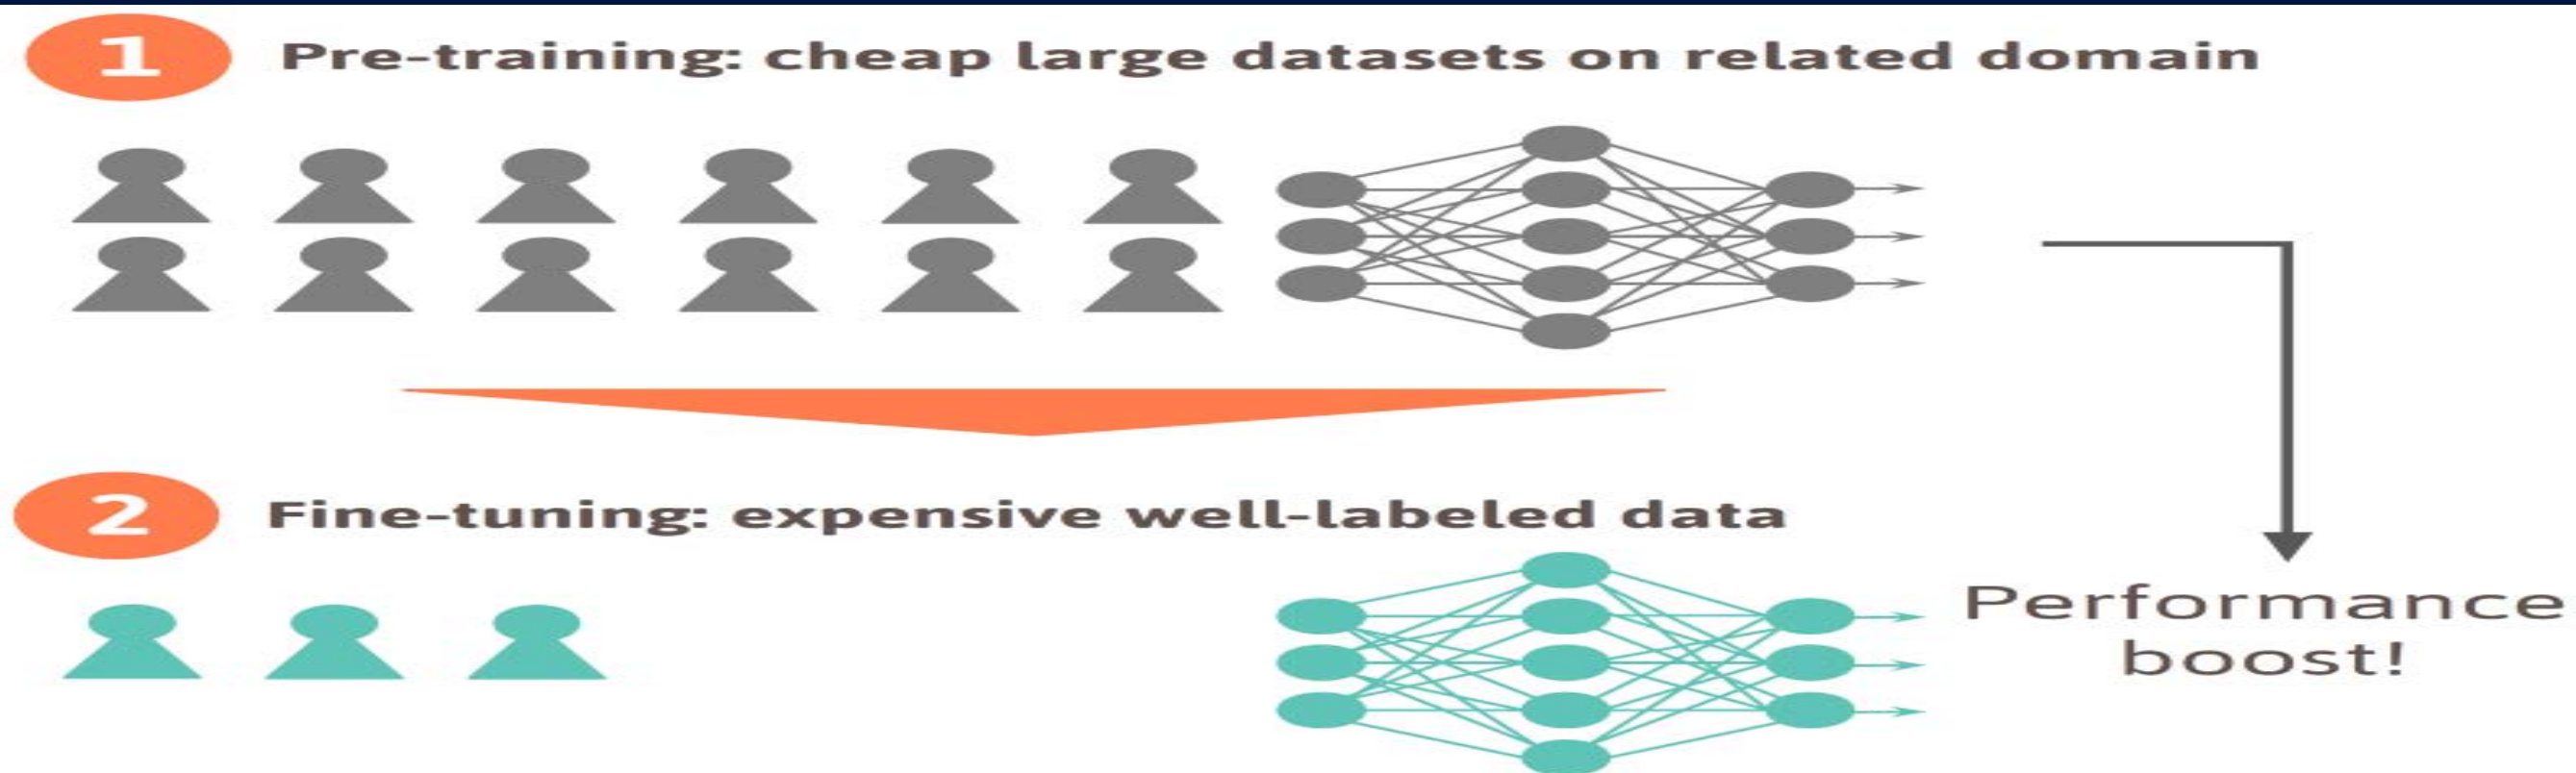 1 Pre-training: cheap large datasets on related domain
2 Fine-tuning: expensive well-labeled data
Performance
boost!